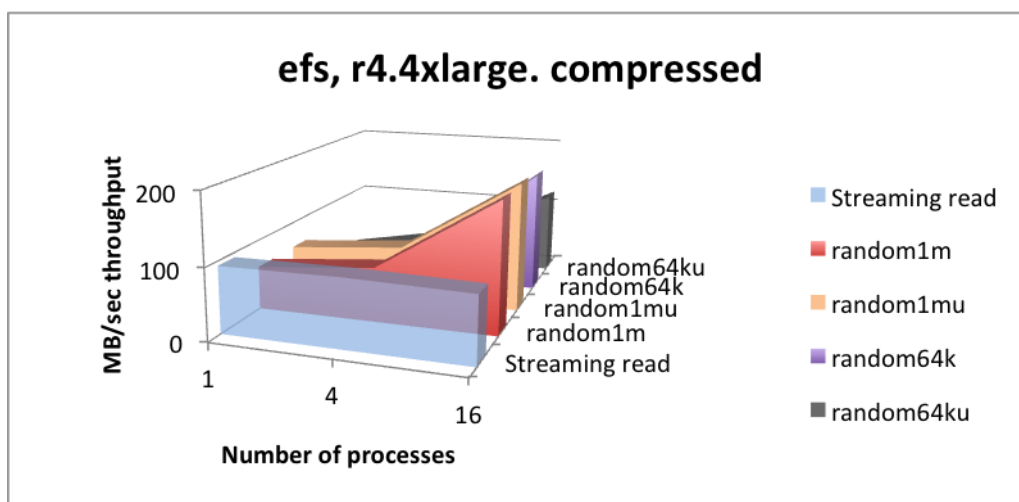 efs, r4.4xlarge. compressed
MB/sec throughput
200
100
0
1
4
16
Number of processes
random64ku
random64k
random1mu
random1m
Streaming read
Streaming read
random1m
random1mu
random64k
random64ku